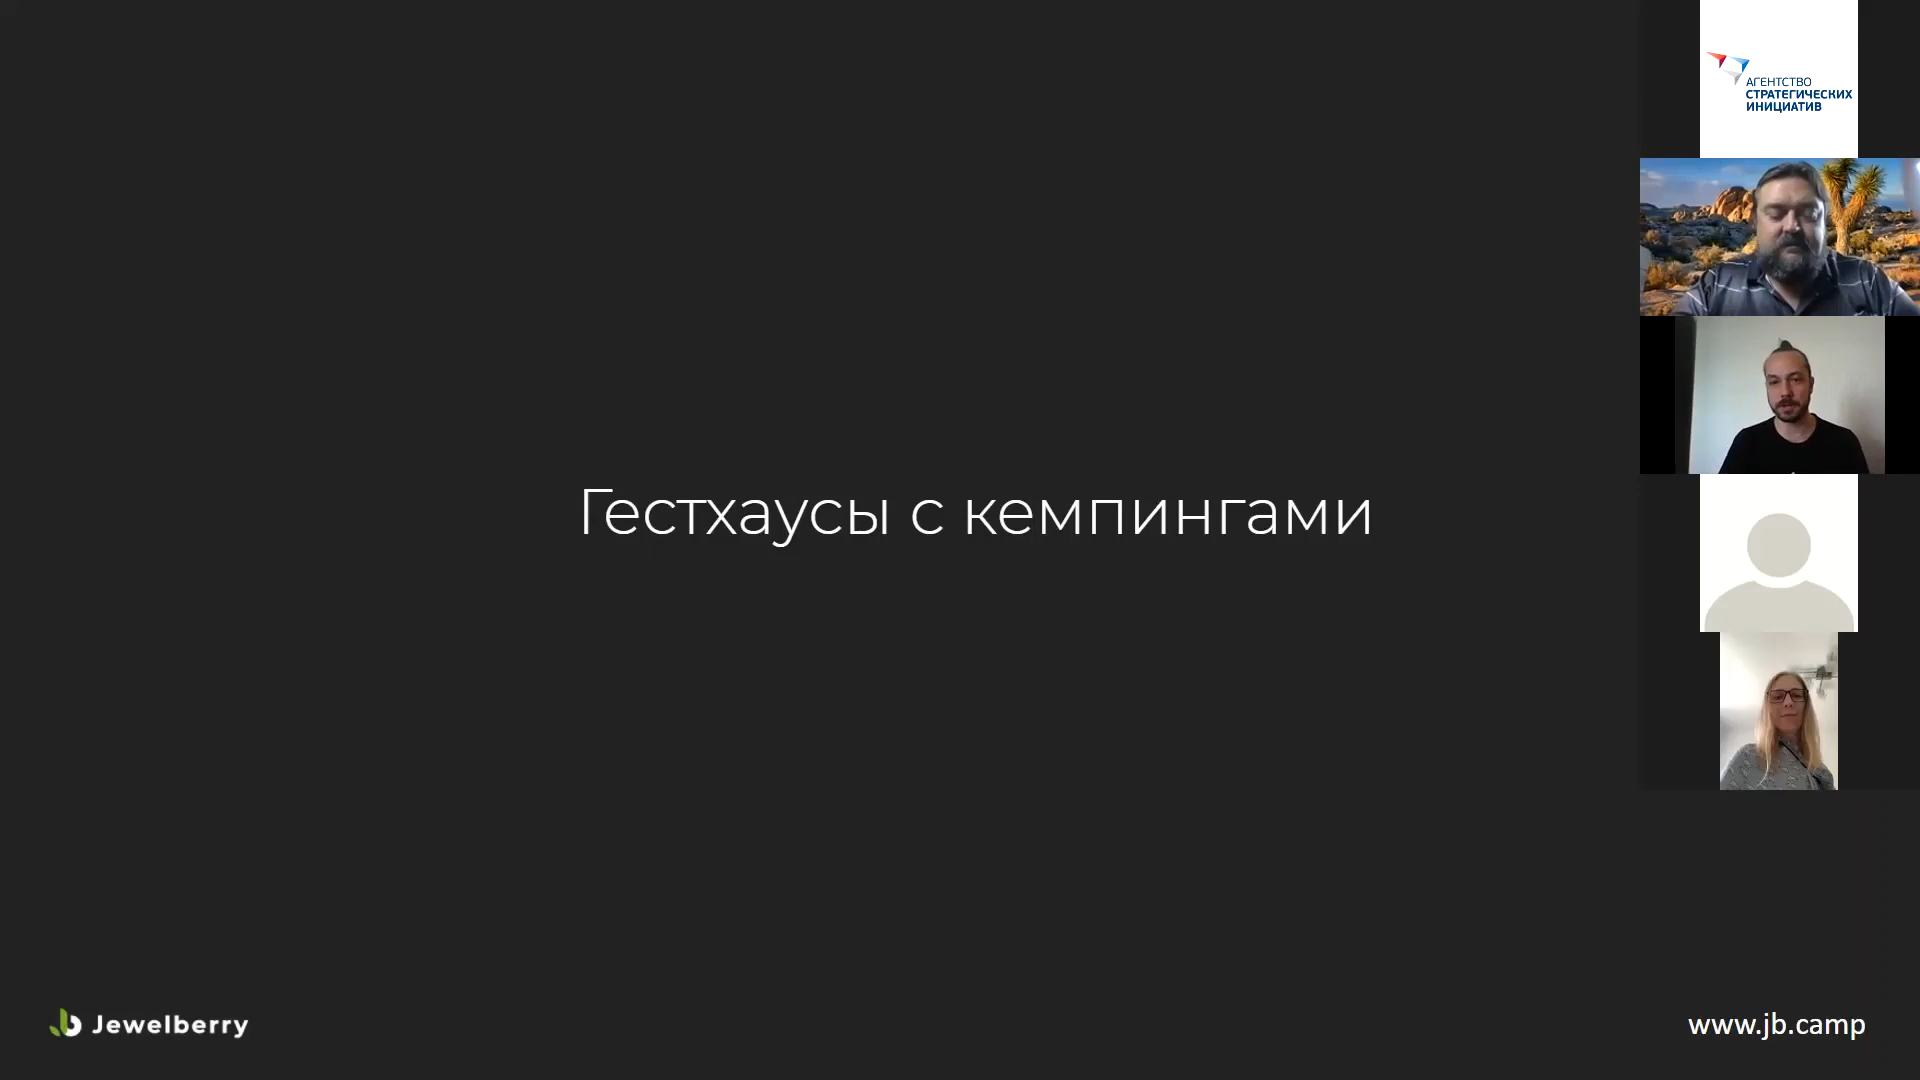 Гестхаусы с кемпингами
АГЕНТСТВО
СТРАТЕГИЧЕСКИХ
ИНИЦИАТИВ
Jewelberry
www.jb.camp